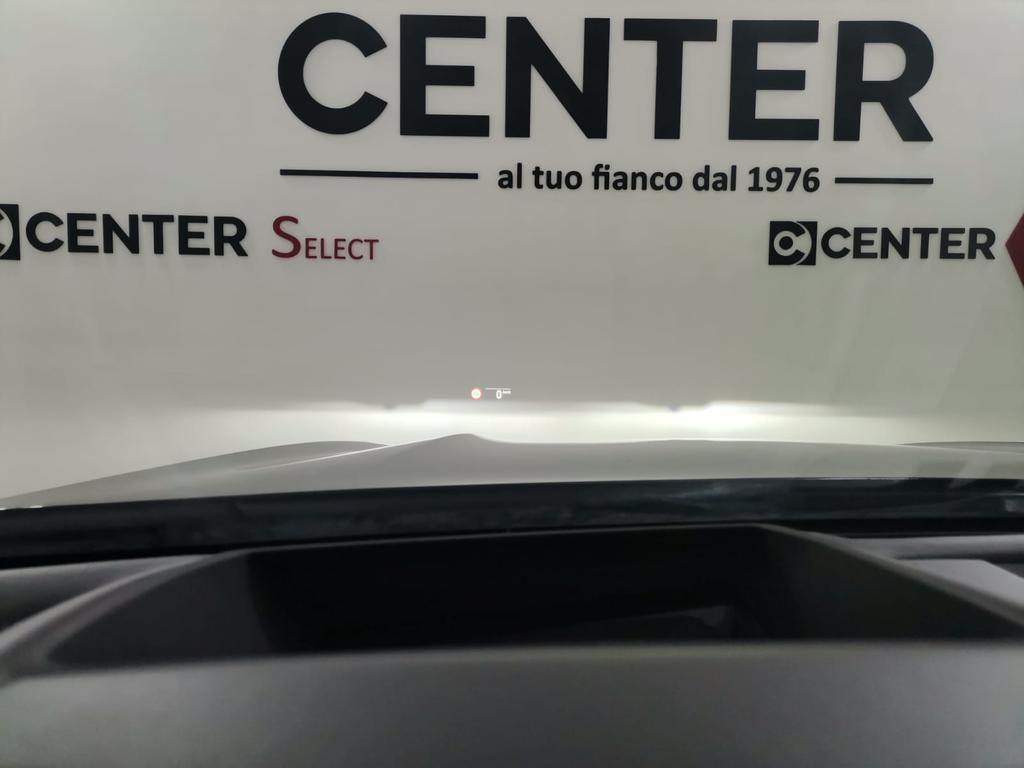 CENTER
al tuo fianco dal 1976
CENTER SELECT
CENTER
0